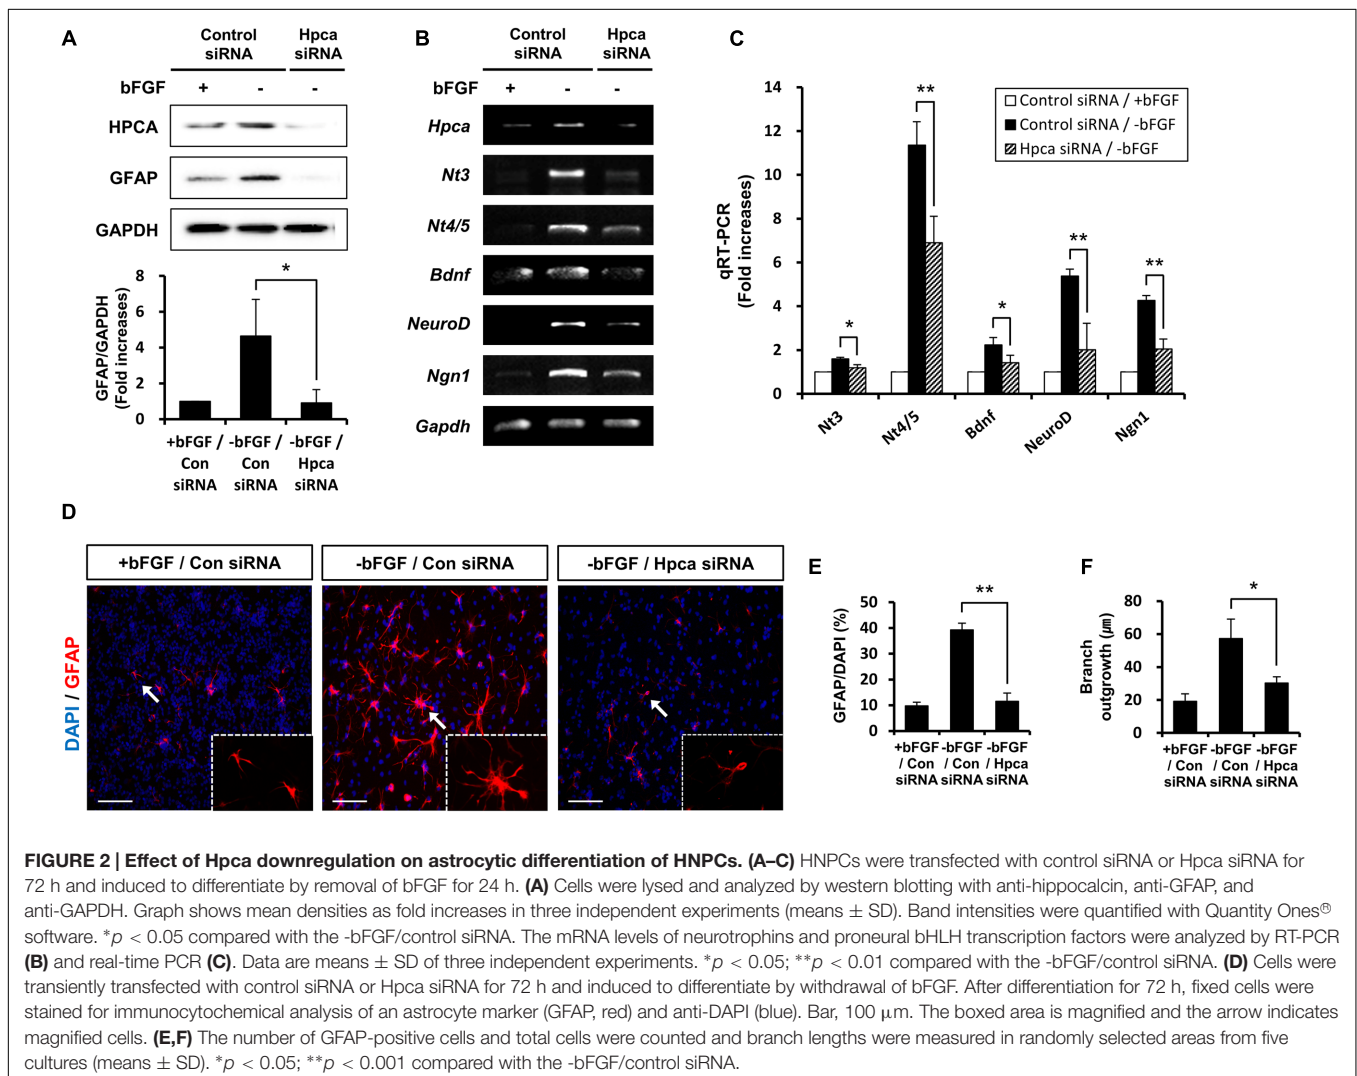 A
Control siRNA
Hpca siRNA
bFGF + - -
HPCA
GFAP
GAPDH
GFAP/GAPDH
(Fold increases)
8
6
4
2
0
*
+bFGF / Con siRNA
-bFGF / Con siRNA
-bFGF / Hpca siRNA
B
Control siRNA
Hpca siRNA
bFGF + - -
Hpca
Nt3
Nt4/5
Bdnf
NeuroD
Ngn1
Gapdh
C
qRT-PCR
(Fold increases)
14
12
10
8
6
4
2
0
Control siRNA / +bFGF
Control siRNA / -bFGF
Hpca siRNA / -bFGF
*
**
*
**
**
Nt3
Nt4/5
Bdnf
NeuroD
Ngn1
D
+bFGF / Con siRNA
-bFGF / Con siRNA
-bFGF / Hpca siRNA
DAPI / GFAP
E
GFAP/DAPI (%)
50
40
30
20
10
0
**
+bFGF / Con siRNA
-bFGF / Con siRNA
-bFGF / Hpca siRNA
F
Branch
outgrowth (㎛)
80
60
40
20
0
*
+bFGF / Con siRNA
-bFGF / Con siRNA
-bFGF / Hpca siRNA
FIGURE 2 | Effect of Hpca downregulation on astrocytic differentiation of HNPCs. (A–C) HNPCs were transfected with control siRNA or Hpca siRNA for
72 h and induced to differentiate by removal of bFGF for 24 h. (A) Cells were lysed and analyzed by western blotting with anti-hippocalcin, anti-GFAP, and
anti-GAPDH. Graph shows mean densities as fold increases in three independent experiments (means ± SD). Band intensities were quantified with Quantity Ones®
software. *p < 0.05 compared with the -bFGF/control siRNA. The mRNA levels of neurotrophins and proneural bHLH transcription factors were analyzed by RT-PCR
(B) and real-time PCR (C). Data are means ± SD of three independent experiments. *p < 0.05; **p < 0.01 compared with the -bFGF/control siRNA. (D) Cells were
transiently transfected with control siRNA or Hpca siRNA for 72 h and induced to differentiate by withdrawal of bFGF. After differentiation for 72 h, fixed cells were
stained for immunocytochemical analysis of an astrocyte marker (GFAP, red) and anti-DAPI (blue). Bar, 100 μm. The boxed area is magnified and the arrow indicates
magnified cells. (E,F) The number of GFAP-positive cells and total cells were counted and branch lengths were measured in randomly selected areas from five
cultures (means ± SD). *p < 0.05; **p < 0.001 compared with the -bFGF/control siRNA.